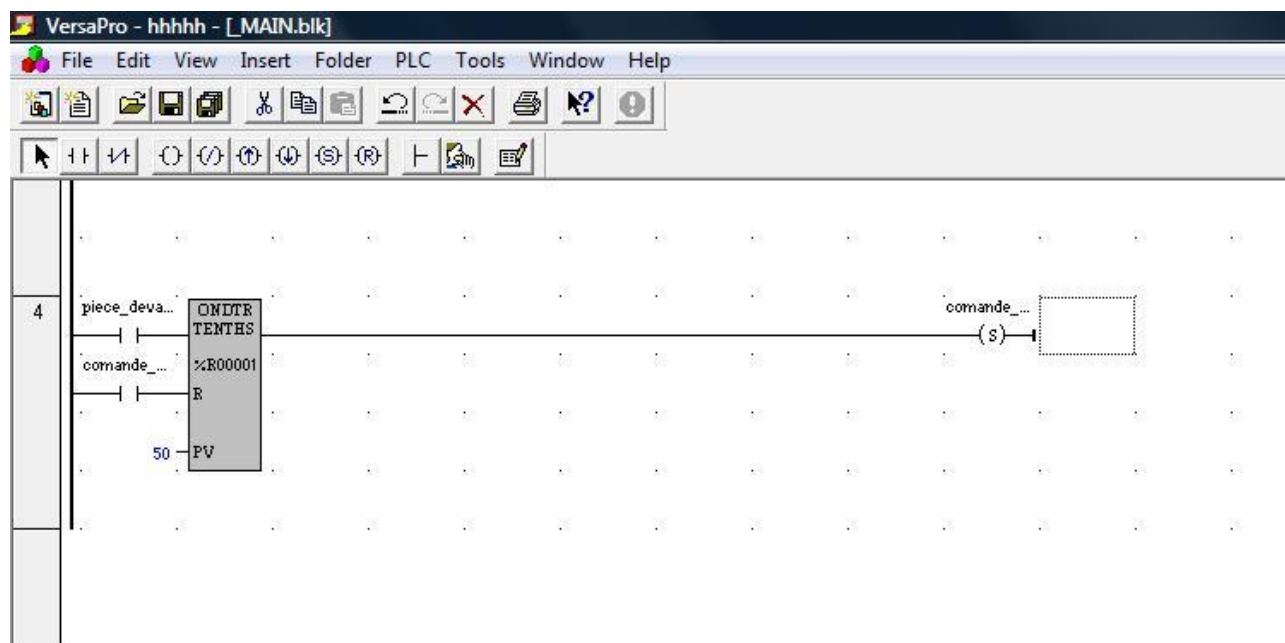 VersaPro - hhhhh - [_MAIN.blk]
File Edit View Insert Folder PLC Tools Window Help
4
piece_deva... ONDTR comande_...
TENTHS
(S)
comande_... %R00001
R
50 PV